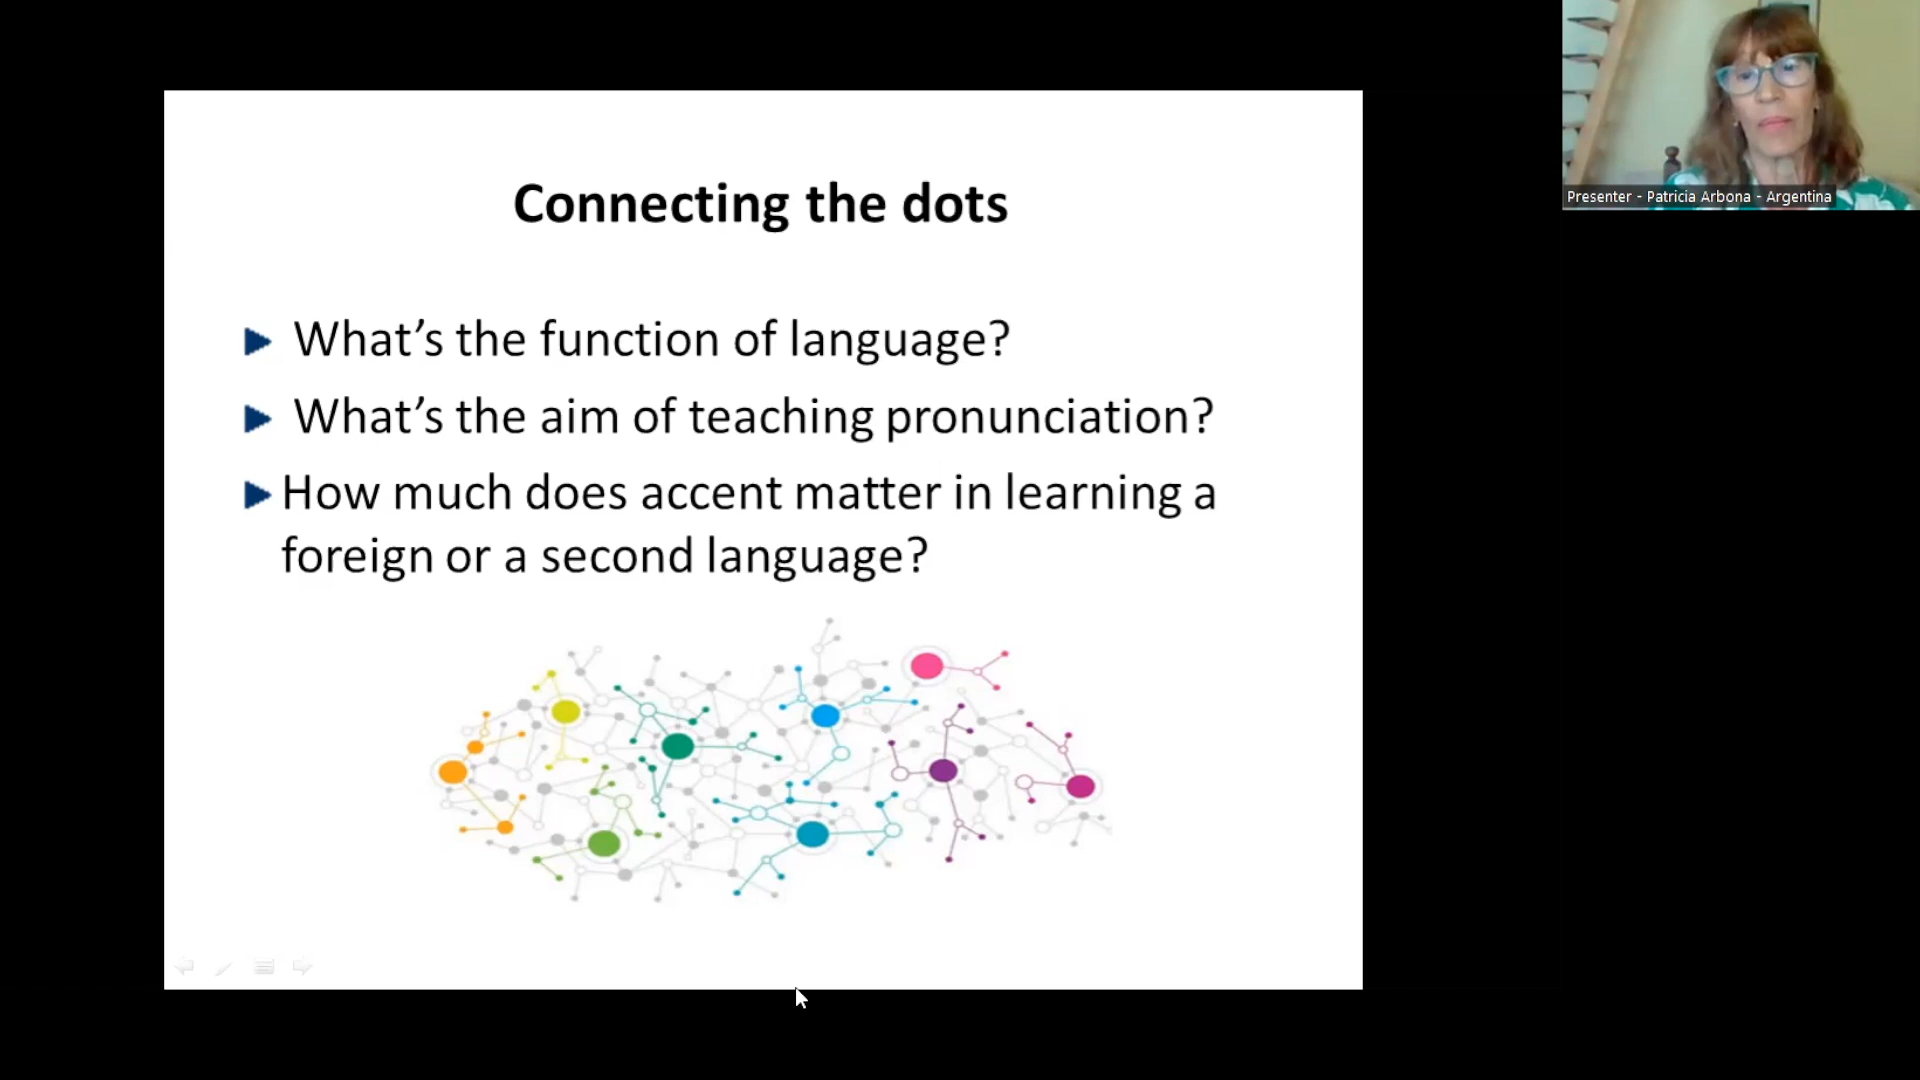 Connecting the dots
What’s the function of language?
What’s the aim of teaching pronunciation?
How much does accent matter in learning a
foreign or a second language?
Presenter - Patricia Arbona - Argentina